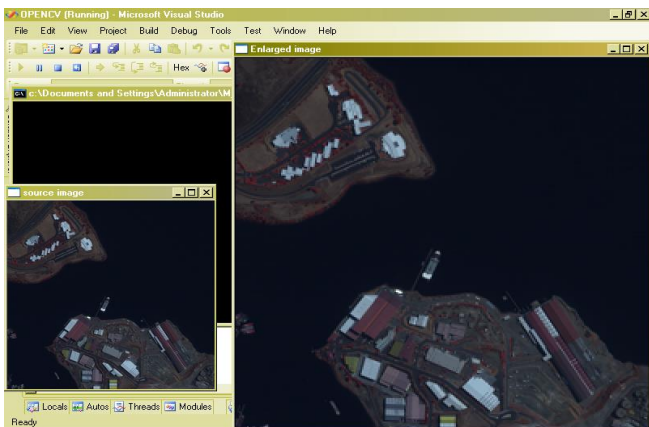 OPENCV (Running) - Microsoft Visual Studio
File Edit View Project Build Debug Tools Test Window Help
Hex
Enlarged image
c:\Documents and Settings\Administrator\M
source image
Locals Autos Threads Modules
Ready